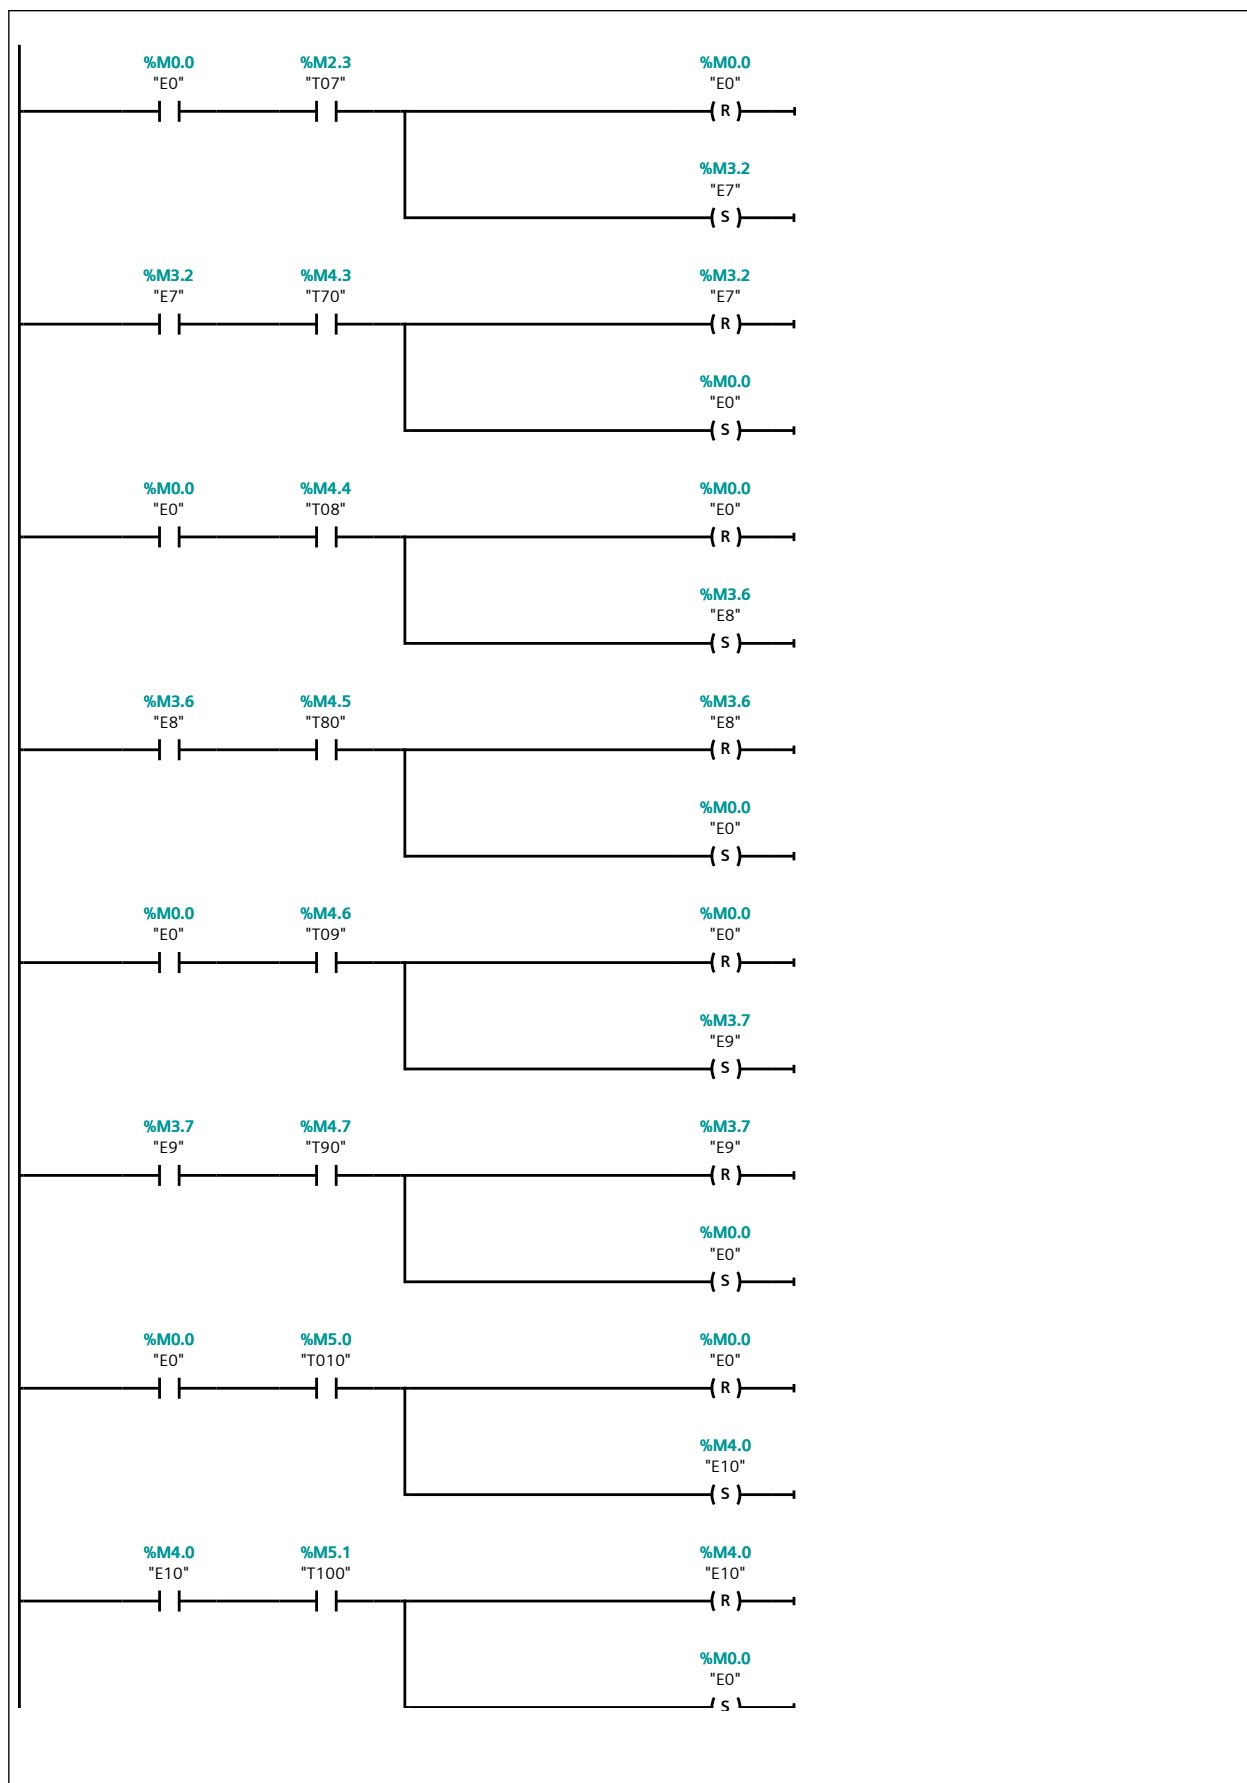 %M0.0 %M2.3 %M0.0
"E0" "T07" "E0"
R
%M3.2
"E7"
S
%M3.2 %M4.3 %M3.2
"E7" "T70" "E7"
R
%M0.0
"E0"
S
%M0.0 %M4.4 %M0.0
"E0" "T08" "E0"
R
%M3.6
"E8"
S
%M3.6 %M4.5 %M3.6
"E8" "T80" "E8"
R
%M0.0
"E0"
S
%M0.0 %M4.6 %M0.0
"E0" "T09" "E0"
R
%M3.7
"E9"
S
%M3.7 %M4.7 %M3.7
"E9" "T90" "E9"
R
%M0.0
"E0"
S
%M0.0 %M5.0 %M0.0
"E0" "T010" "E0"
R
%M4.0
"E10"
S
%M4.0 %M5.1 %M4.0
"E10" "T100" "E10"
R
%M0.0
"E0"
S